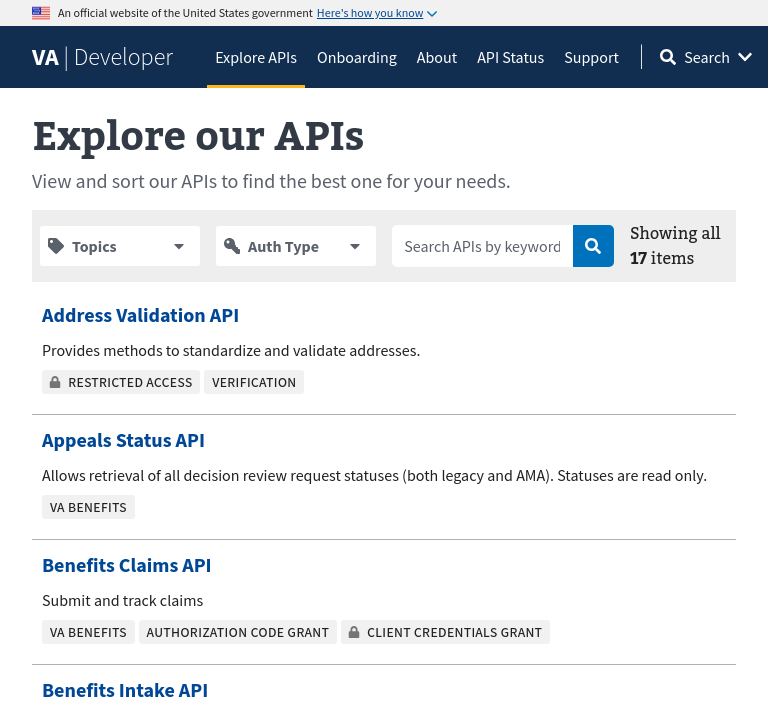 An official website of the United States government Here's how you know
VA | Developer Explore APIs Onboarding About API Status Support Search
Explore our APIs
View and sort our APIs to find the best one for your needs.
Topics Auth Type Search APIs by keyword Showing all
17 items
Address Validation API
Provides methods to standardize and validate addresses.
RESTRICTED ACCESS VERIFICATION
Appeals Status API
Allows retrieval of all decision review request statuses (both legacy and AMA). Statuses are read only.
VA BENEFITS
Benefits Claims API
Submit and track claims
VA BENEFITS AUTHORIZATION CODE GRANT CLIENT CREDENTIALS GRANT
Benefits Intake API